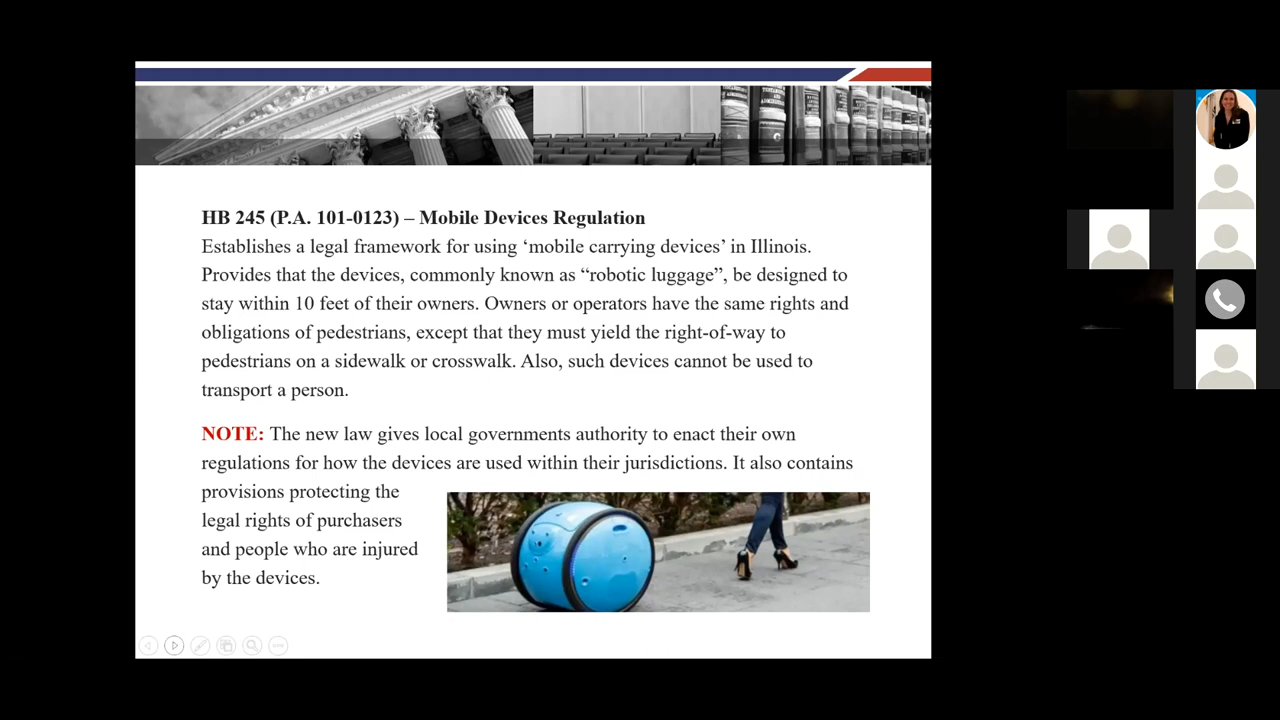 HB 245 (P.A. 101-0123) – Mobile Devices Regulation
Establishes a legal framework for using ‘mobile carrying devices’ in Illinois.
Provides that the devices, commonly known as “robotic luggage”, be designed to
stay within 10 feet of their owners. Owners or operators have the same rights and
obligations of pedestrians, except that they must yield the right-of-way to
pedestrians on a sidewalk or crosswalk. Also, such devices cannot be used to
transport a person.
NOTE: The new law gives local governments authority to enact their own
regulations for how the devices are used within their jurisdictions. It also contains
provisions protecting the
legal rights of purchasers
and people who are injured
by the devices.